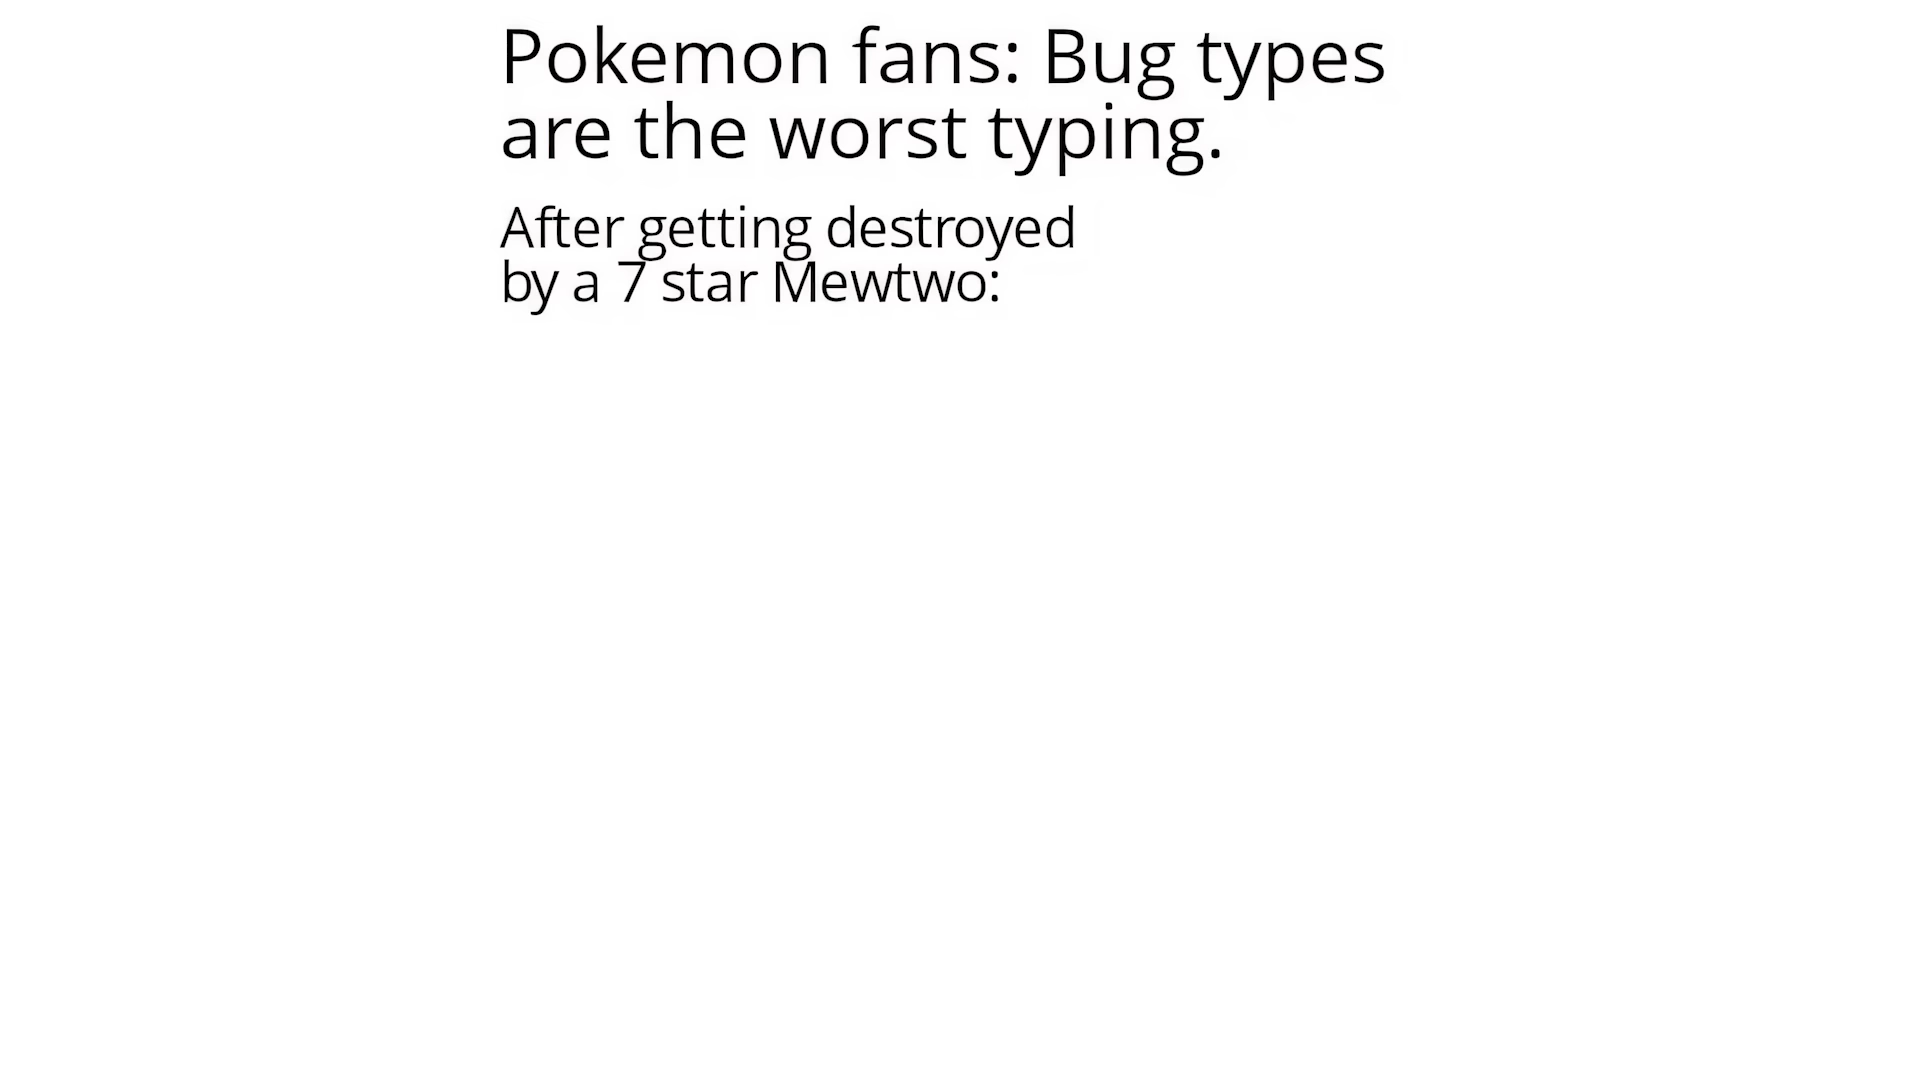 Pokemon fans: Bug types
are the worst typing.
After getting destroyed
by a 7 star Mewtwo: